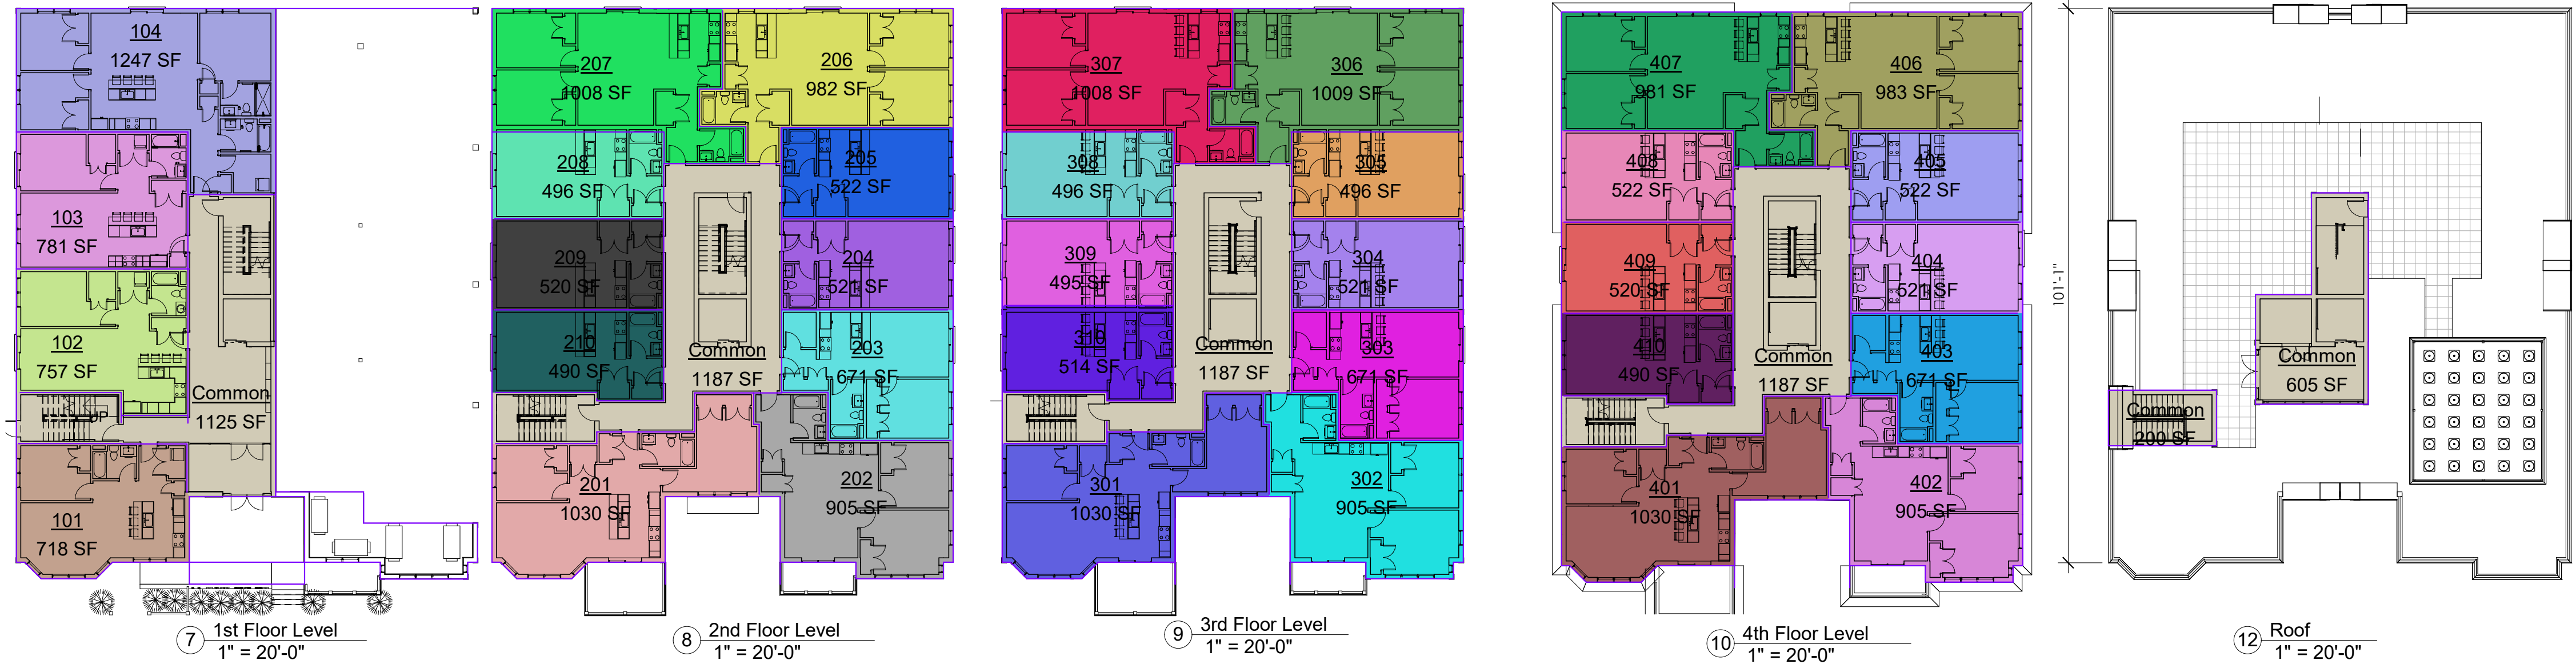 104
1247 SF
103
781 SF
102
757 SF
UP
Common
1125 SF
101
718 SF
7
1st Floor Level
1" = 20'-0"
207
1008 SF
206
982 SF
208
496 SF
205
522 SF
209
520 SF
204
521 SF
210
490 SF
Common
1187 SF
203
671 SF
201
1030 SF
202
905 SF
8
2nd Floor Level
1" = 20'-0"
307
1008 SF
306
1009 SF
308
496 SF
305
496 SF
309
495 SF
304
521 SF
310
514 SF
Common
1187 SF
303
671 SF
301
1030 SF
302
905 SF
9
3rd Floor Level
1" = 20'-0"
407
981 SF
406
983 SF
408
522 SF
405
522 SF
409
520 SF
404
521 SF
410
490 SF
Common
1187 SF
403
671 SF
401
1030 SF
402
905 SF
10
4th Floor Level
1" = 20'-0"
101'-1"
Common
605 SF
Common
200 SF
12
Roof
1" = 20'-0"